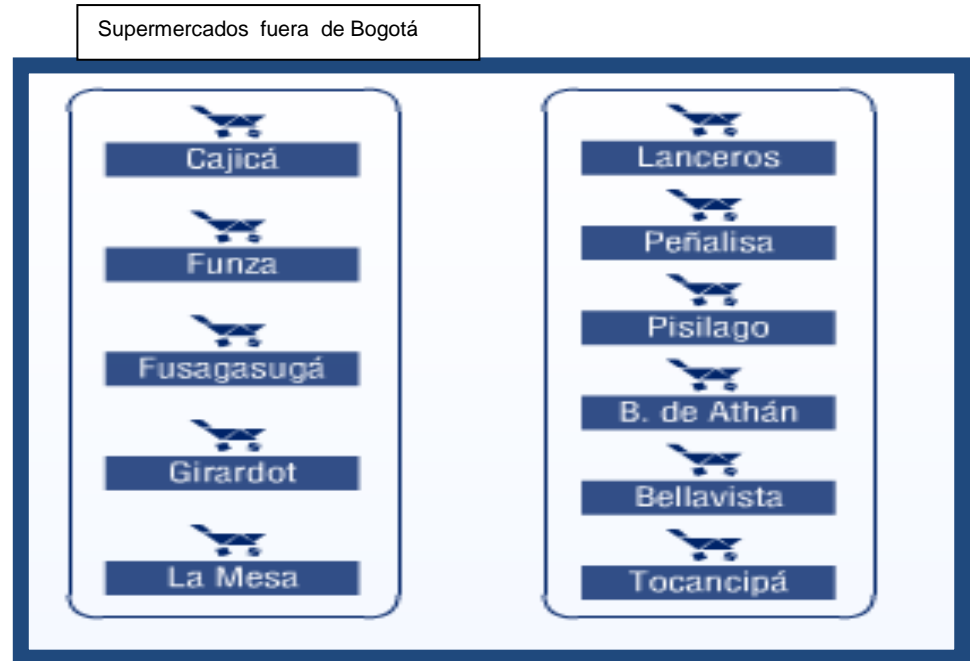 Supermercados fuera de Bogotá
Cajicá
Funza
Fusagasugá
Girardot
La Mesa
Lanceros
Peñalisa
Pisilago
B. de Athán
Bellavista
Tocancipá